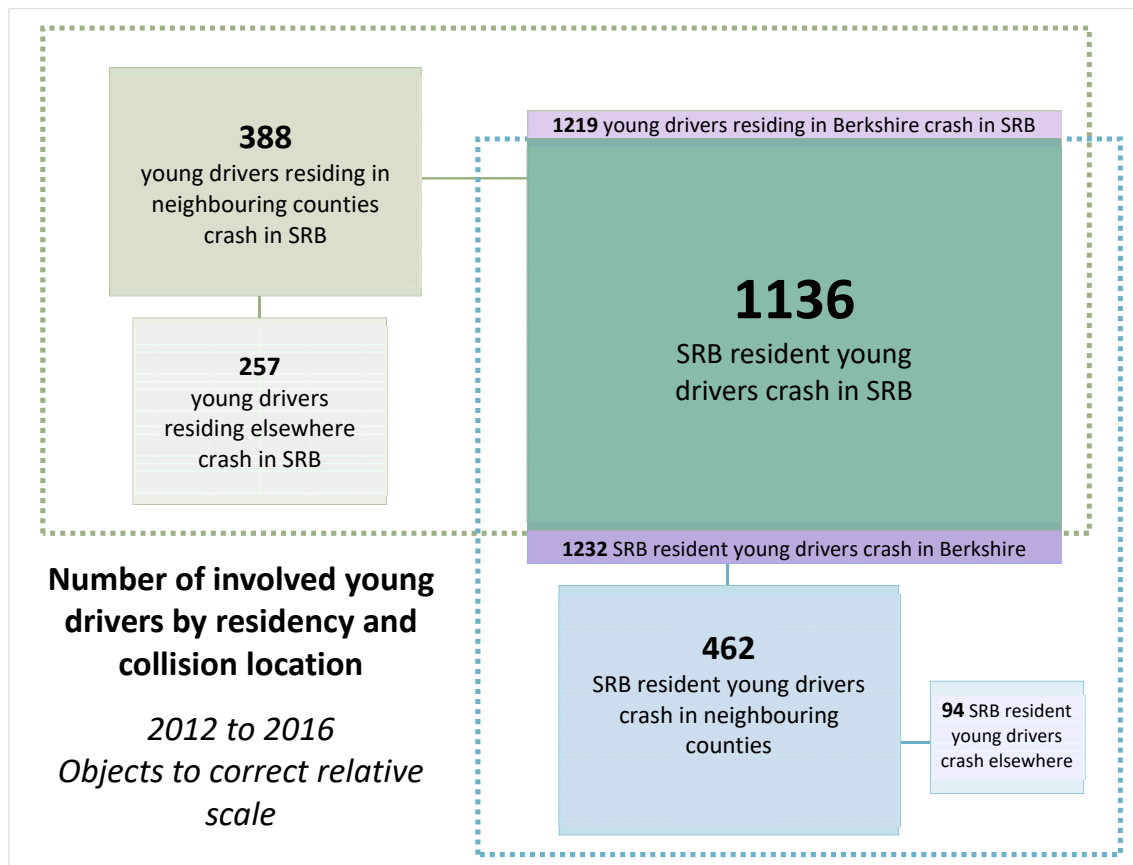 388
young drivers residing in
neighbouring counties
crash in SRB
257
young drivers
residing elsewhere
crash in SRB
1219 young drivers residing in Berkshire crash in SRB
1136
SRB resident young
drivers crash in SRB
1232 SRB resident young drivers crash in Berkshire
462
SRB resident young drivers
crash in neighbouring
counties
94 SRB resident
young drivers
crash elsewhere
Number of involved young
drivers by residency and
collision location
2012 to 2016
Objects to correct relative
scale